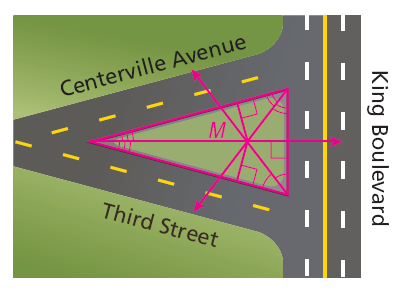 Centerville Avenue
M
King Boulevard
Third Street